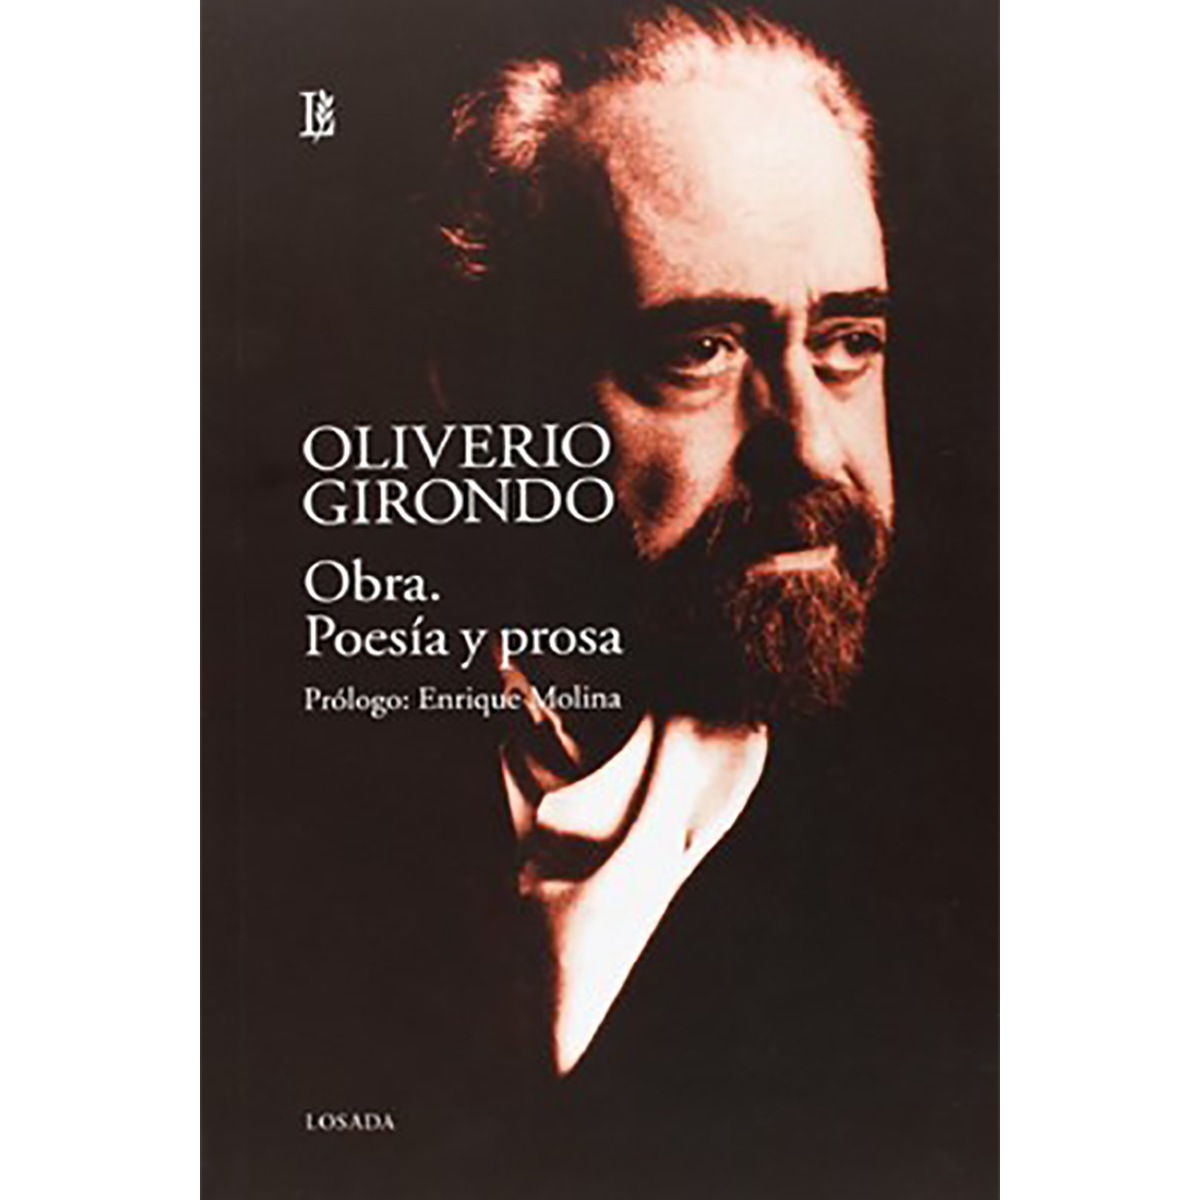 L
OLIVERIO
GIRONDO
Obra.
Poesía y prosa
Prólogo: Enrique Molina
LOSADA